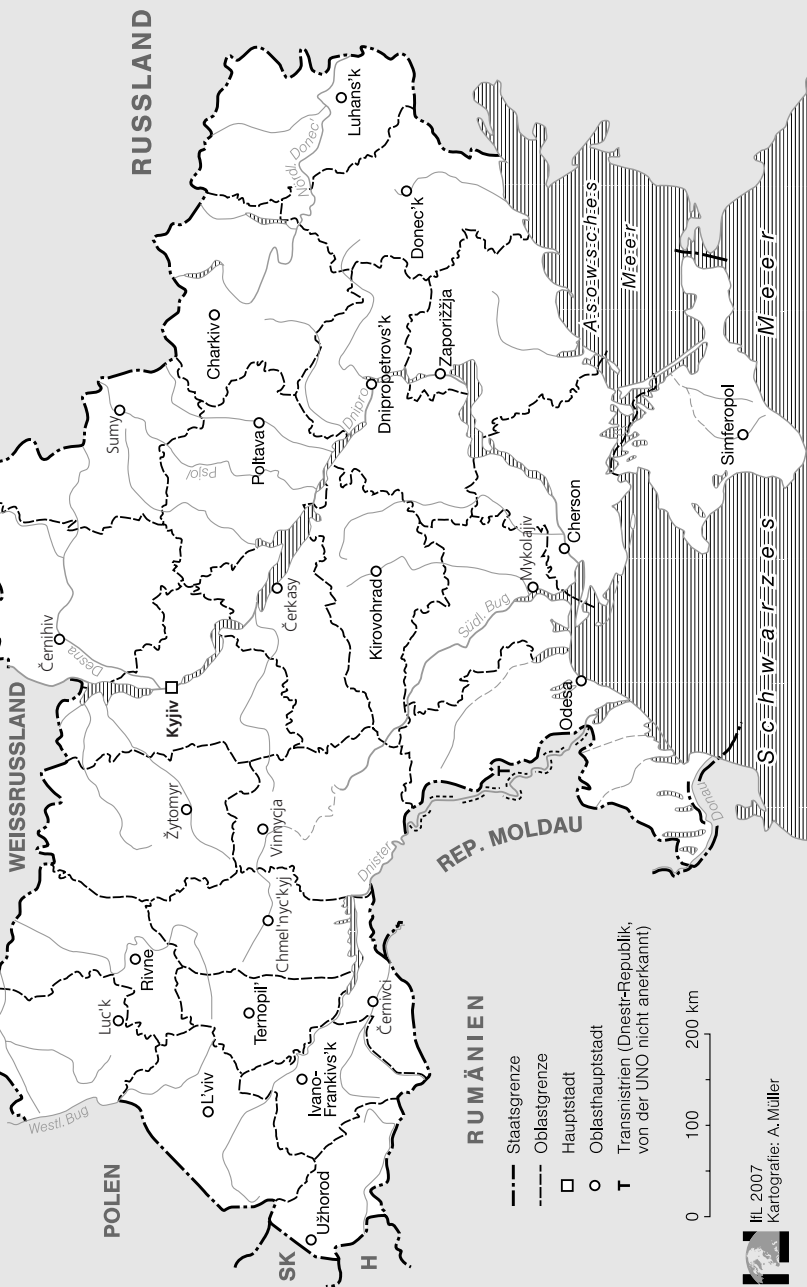 WEISSRUSSLAND
RUSSLAND
POLEN
SK
H
RUMÄNIEN
REP. MOLDAU
Westl. Bug
Luc'k
Rivne
Žytomyr
Kyjiv
Desna
Černihiv
Sumy
L'viv
Ternopil'
Chmel'nyc'kyj
Vinnycja
Čerkasy
Psjol
Poltava
Charkiv
Nördl. Donec'
Luhans'k
Užhorod
Ivano-
Frankivs'k
Černivci
Dnister
Kirovohrad
Dnipro
Dnipropetrovs'k
Donec'k
Zaporižžja
Südl. Bug
Mykolajiv
Cherson
Odesa
T
Donau
Simferopol
Asowsches
Meer
Schwarzes Meer
Staatsgrenze
Oblastgrenze
Hauptstadt
Oblasthauptstadt
T Transnistrien (Dnestr-Republik,
von der UNO nicht anerkannt)
0 100 200 km
IfL 2007
Kartografie: A. Müller